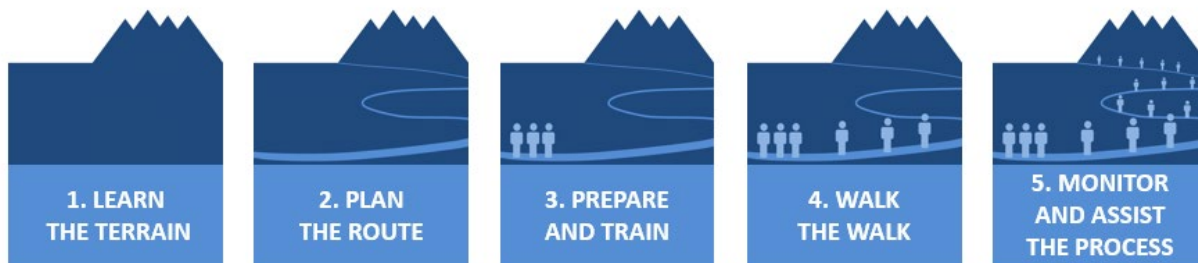 1. LEARN
THE TERRAIN
2. PLAN
THE ROUTE
3. PREPARE
AND TRAIN
4. WALK
THE WALK
5. MONITOR
AND ASSIST
THE PROCESS